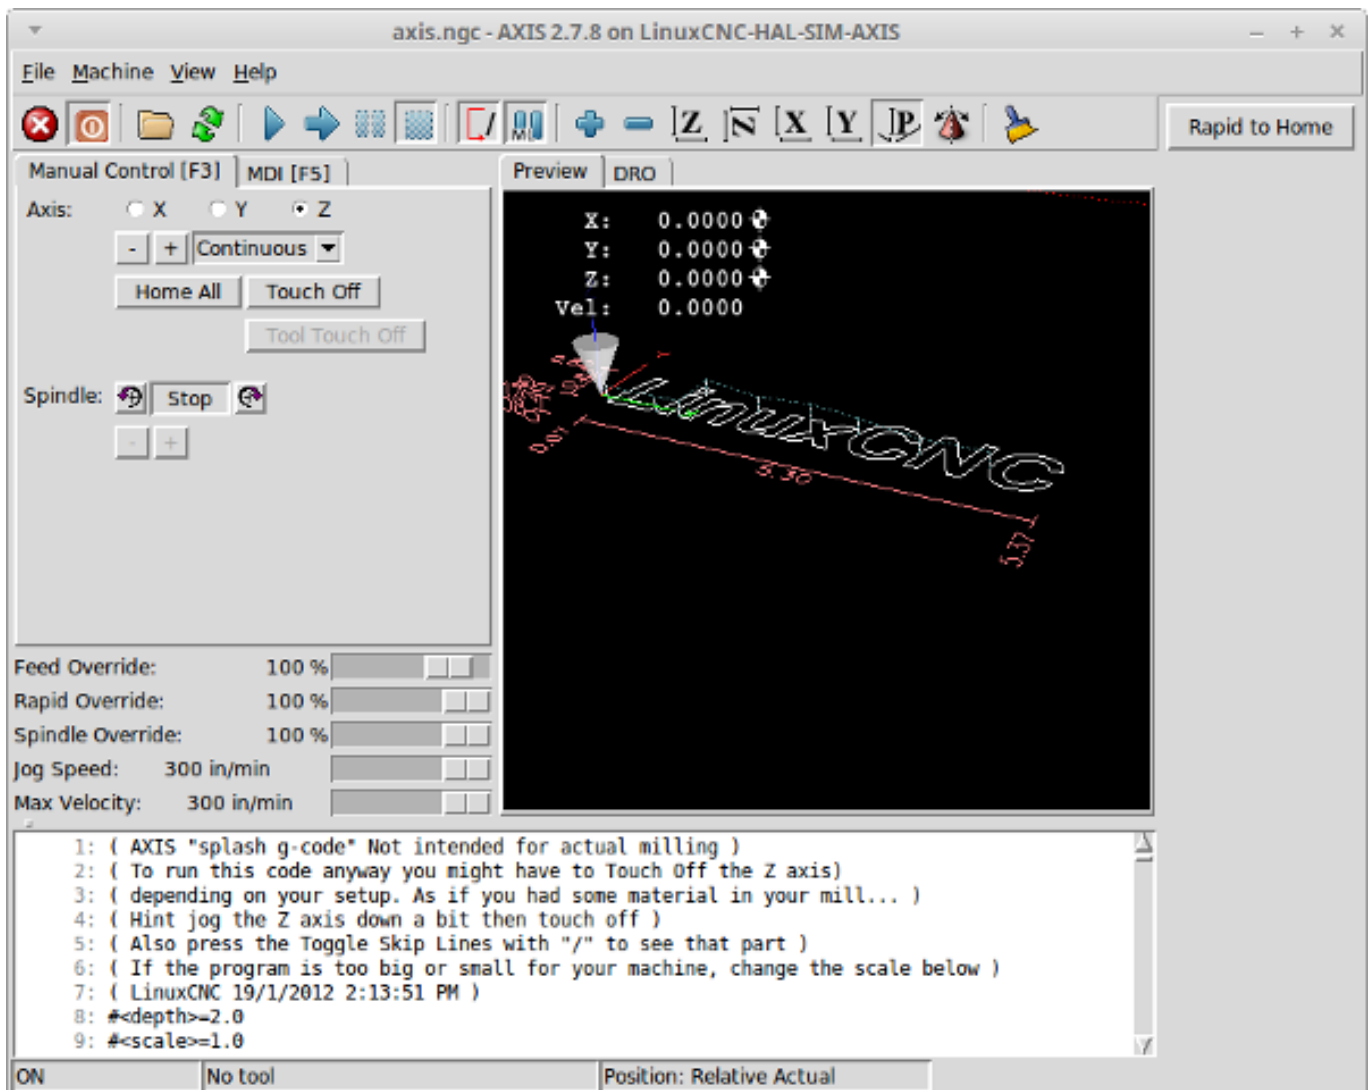 axis.ngc - AXIS 2.7.8 on LinuxCNC-HAL-SIM-AXIS
File Machine View Help
Z N X Y P
Rapid to Home
Manual Control [F3] MDI [F5]
Preview DRO
Axis: X Y Z
- + Continuous
Home All Touch Off
Tool Touch Off
Spindle: Stop
- +
X: 0.0000
Y: 0.0000
Z: 0.0000
Vel: 0.0000
LinuxCNC
5.30
5.37
Feed Override: 100 %
Rapid Override: 100 %
Spindle Override: 100 %
Jog Speed: 300 in/min
Max Velocity: 300 in/min
1: ( AXIS "splash g-code" Not intended for actual milling )
2: ( To run this code anyway you might have to Touch Off the Z axis)
3: ( depending on your setup. As if you had some material in your mill... )
4: ( Hint jog the Z axis down a bit then touch off )
5: ( Also press the Toggle Skip Lines with "/" to see that part )
6: ( If the program is too big or small for your machine, change the scale below )
7: ( LinuxCNC 19/1/2012 2:13:51 PM )
8: #<depth>=2.0
9: #<scale>=1.0
ON No tool Position: Relative Actual